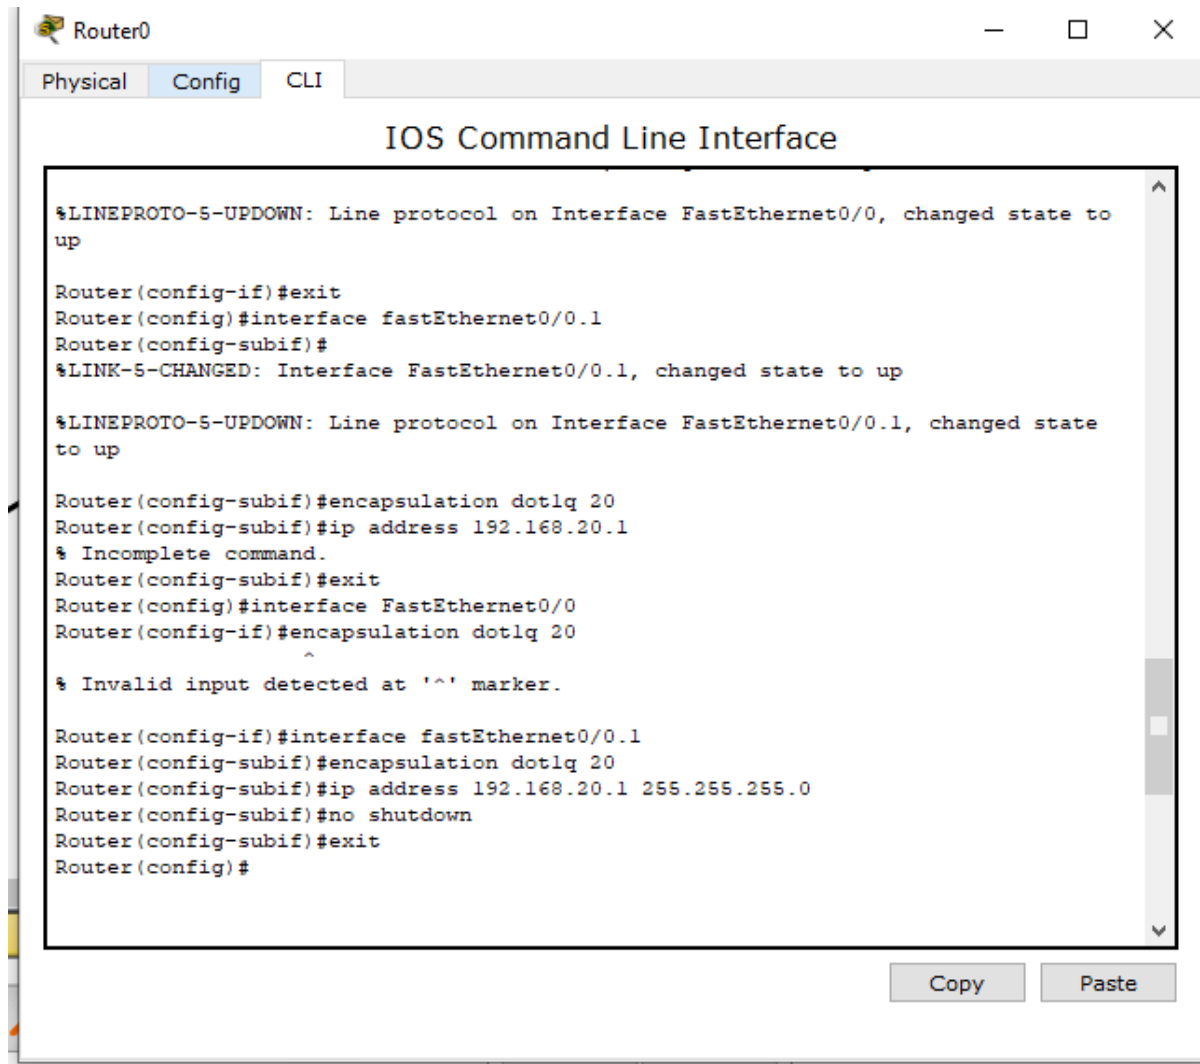 Router0
Physical Config CLI
IOS Command Line Interface
%LINEPROTO-5-UPDOWN: Line protocol on Interface FastEthernet0/0, changed state to
up
Router(config-if)#exit
Router(config)#interface fastEthernet0/0.1
Router(config-subif)#
%LINK-5-CHANGED: Interface FastEthernet0/0.1, changed state to up
%LINEPROTO-5-UPDOWN: Line protocol on Interface FastEthernet0/0.1, changed state
to up
Router(config-subif)#encapsulation dot1q 20
Router(config-subif)#ip address 192.168.20.1
% Incomplete command.
Router(config-subif)#exit
Router(config)#interface FastEthernet0/0
Router(config-if)#encapsulation dot1q 20
^
% Invalid input detected at '^' marker.
Router(config-if)#interface fastEthernet0/0.1
Router(config-subif)#encapsulation dot1q 20
Router(config-subif)#ip address 192.168.20.1 255.255.255.0
Router(config-subif)#no shutdown
Router(config-subif)#exit
Router(config)#
Copy Paste